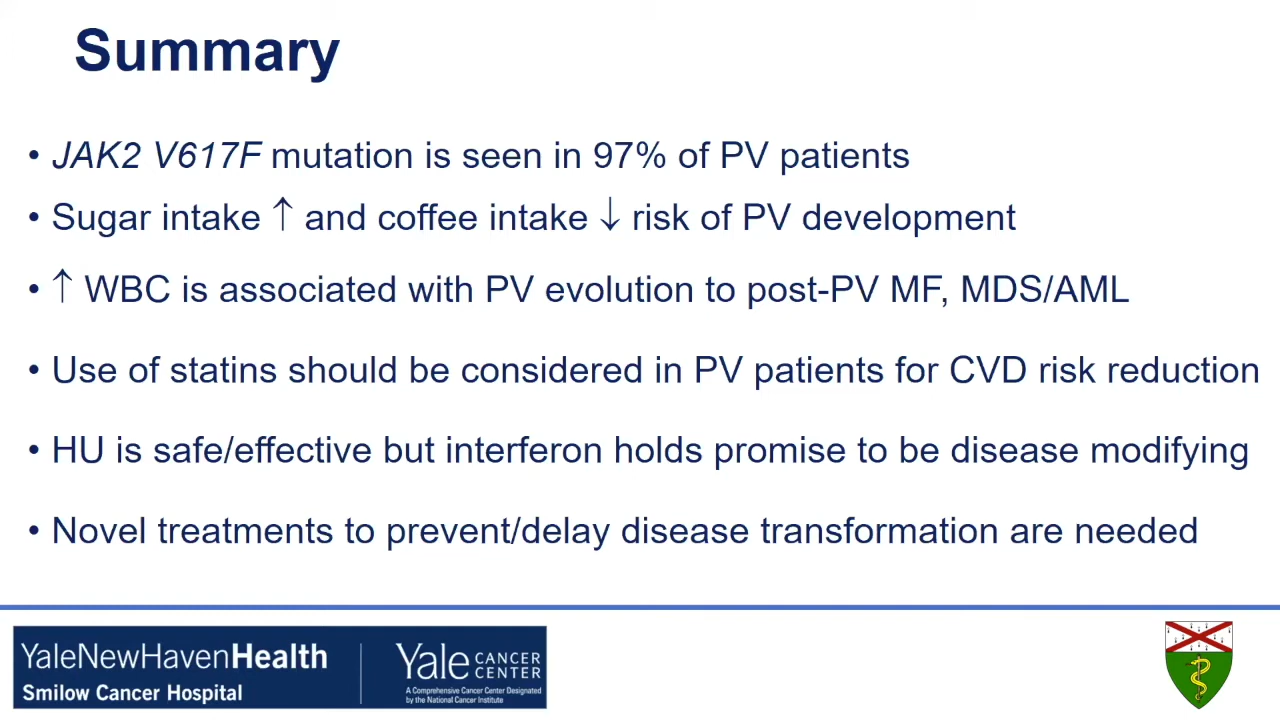 Summary
• JAK2 V617F mutation is seen in 97% of PV patients
• Sugar intake ↑ and coffee intake ↓ risk of PV development
• ↑ WBC is associated with PV evolution to post-PV MF, MDS/AML
• Use of statins should be considered in PV patients for CVD risk reduction
• HU is safe/effective but interferon holds promise to be disease modifying
• Novel treatments to prevent/delay disease transformation are needed
YaleNewHavenHealth
Smilow Cancer Hospital
Yale CANCER
CENTER
A Comprehensive Cancer Center Designated
by the National Cancer Institute